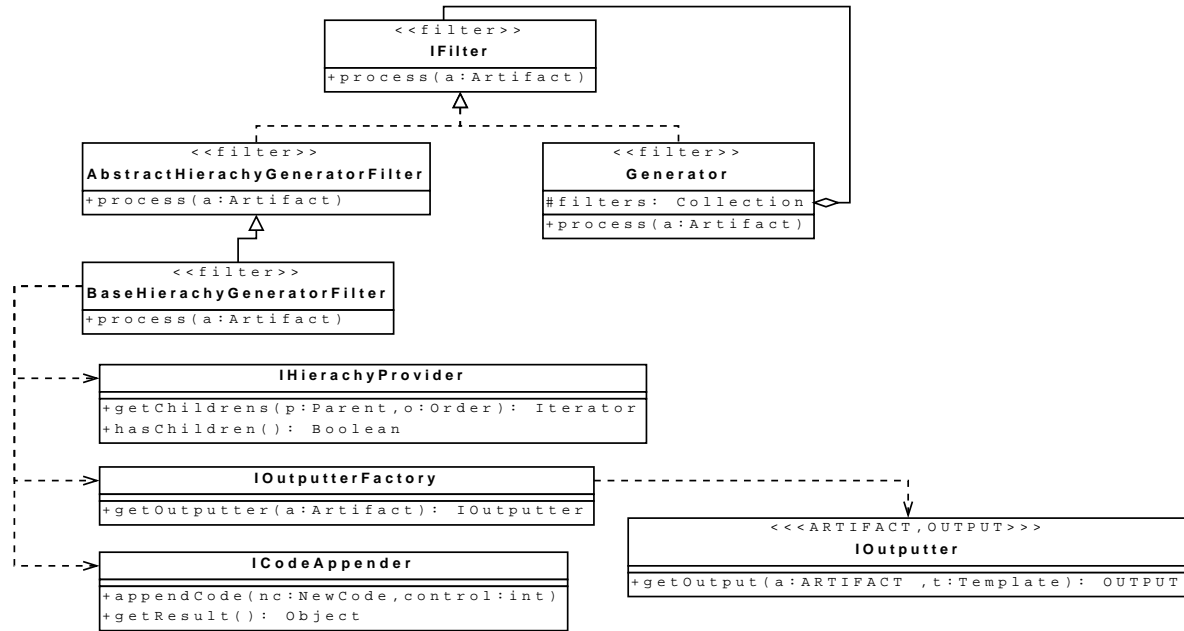 <<filter>>
IFilter
+process(a:Artifact)
<<filter>>
AbstractHierachyGeneratorFilter
+process(a:Artifact)
<<filter>>
Generator
#filters: Collection
+process(a:Artifact)
<<filter>>
BaseHierachyGeneratorFilter
+process(a:Artifact)
IHierachyProvider
+getChildrens(p:Parent,o:Order): Iterator
+hasChildren(): Boolean
IOutputterFactory
+getOutputter(a:Artifact): IOutputter
<<<ARTIFACT,OUTPUT>>>
IOutputter
+getOutput(a:ARTIFACT ,t:Template): OUTPUT
ICodeAppender
+appendCode(nc:NewCode,control:int)
+getResult(): Object